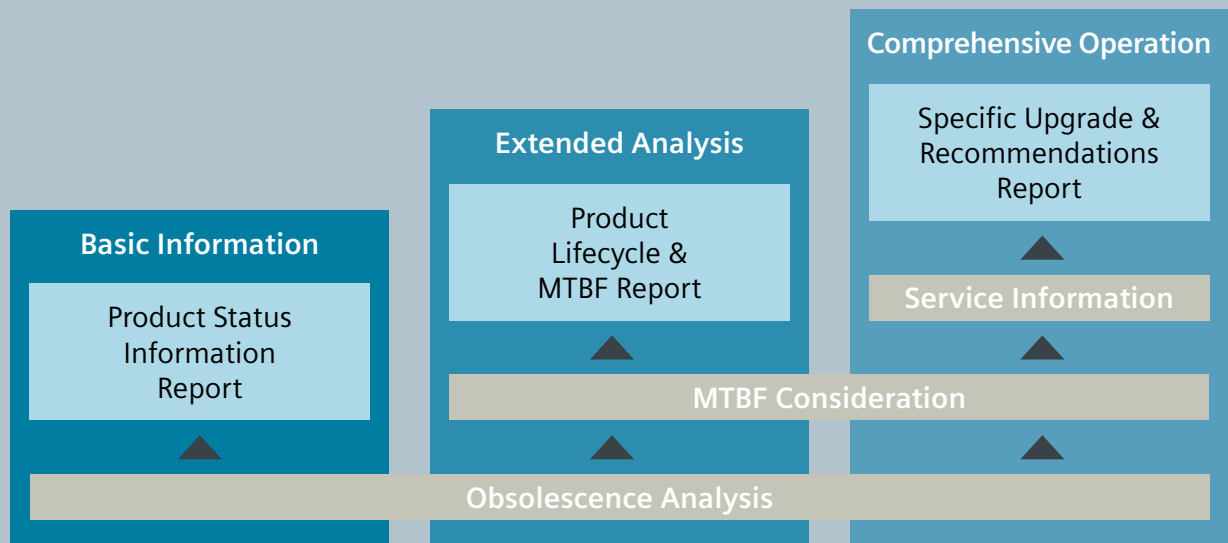 Basic Information
Product Status
Information
Report
Extended Analysis
Product
Lifecycle &
MTBF Report
Comprehensive Operation
Specific Upgrade &
Recommendations
Report
Service Information
MTBF Consideration
Obsolescence Analysis